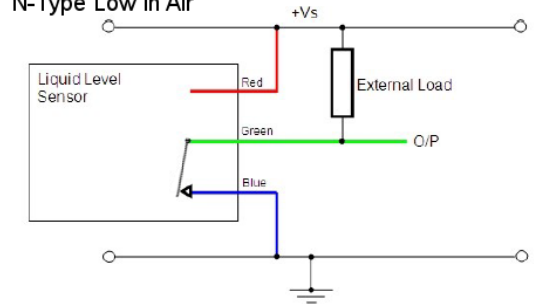 N-Type Low in Air
+Vs
Liquid Level
Sensor
Red
External Load
Green
O/P
Blue